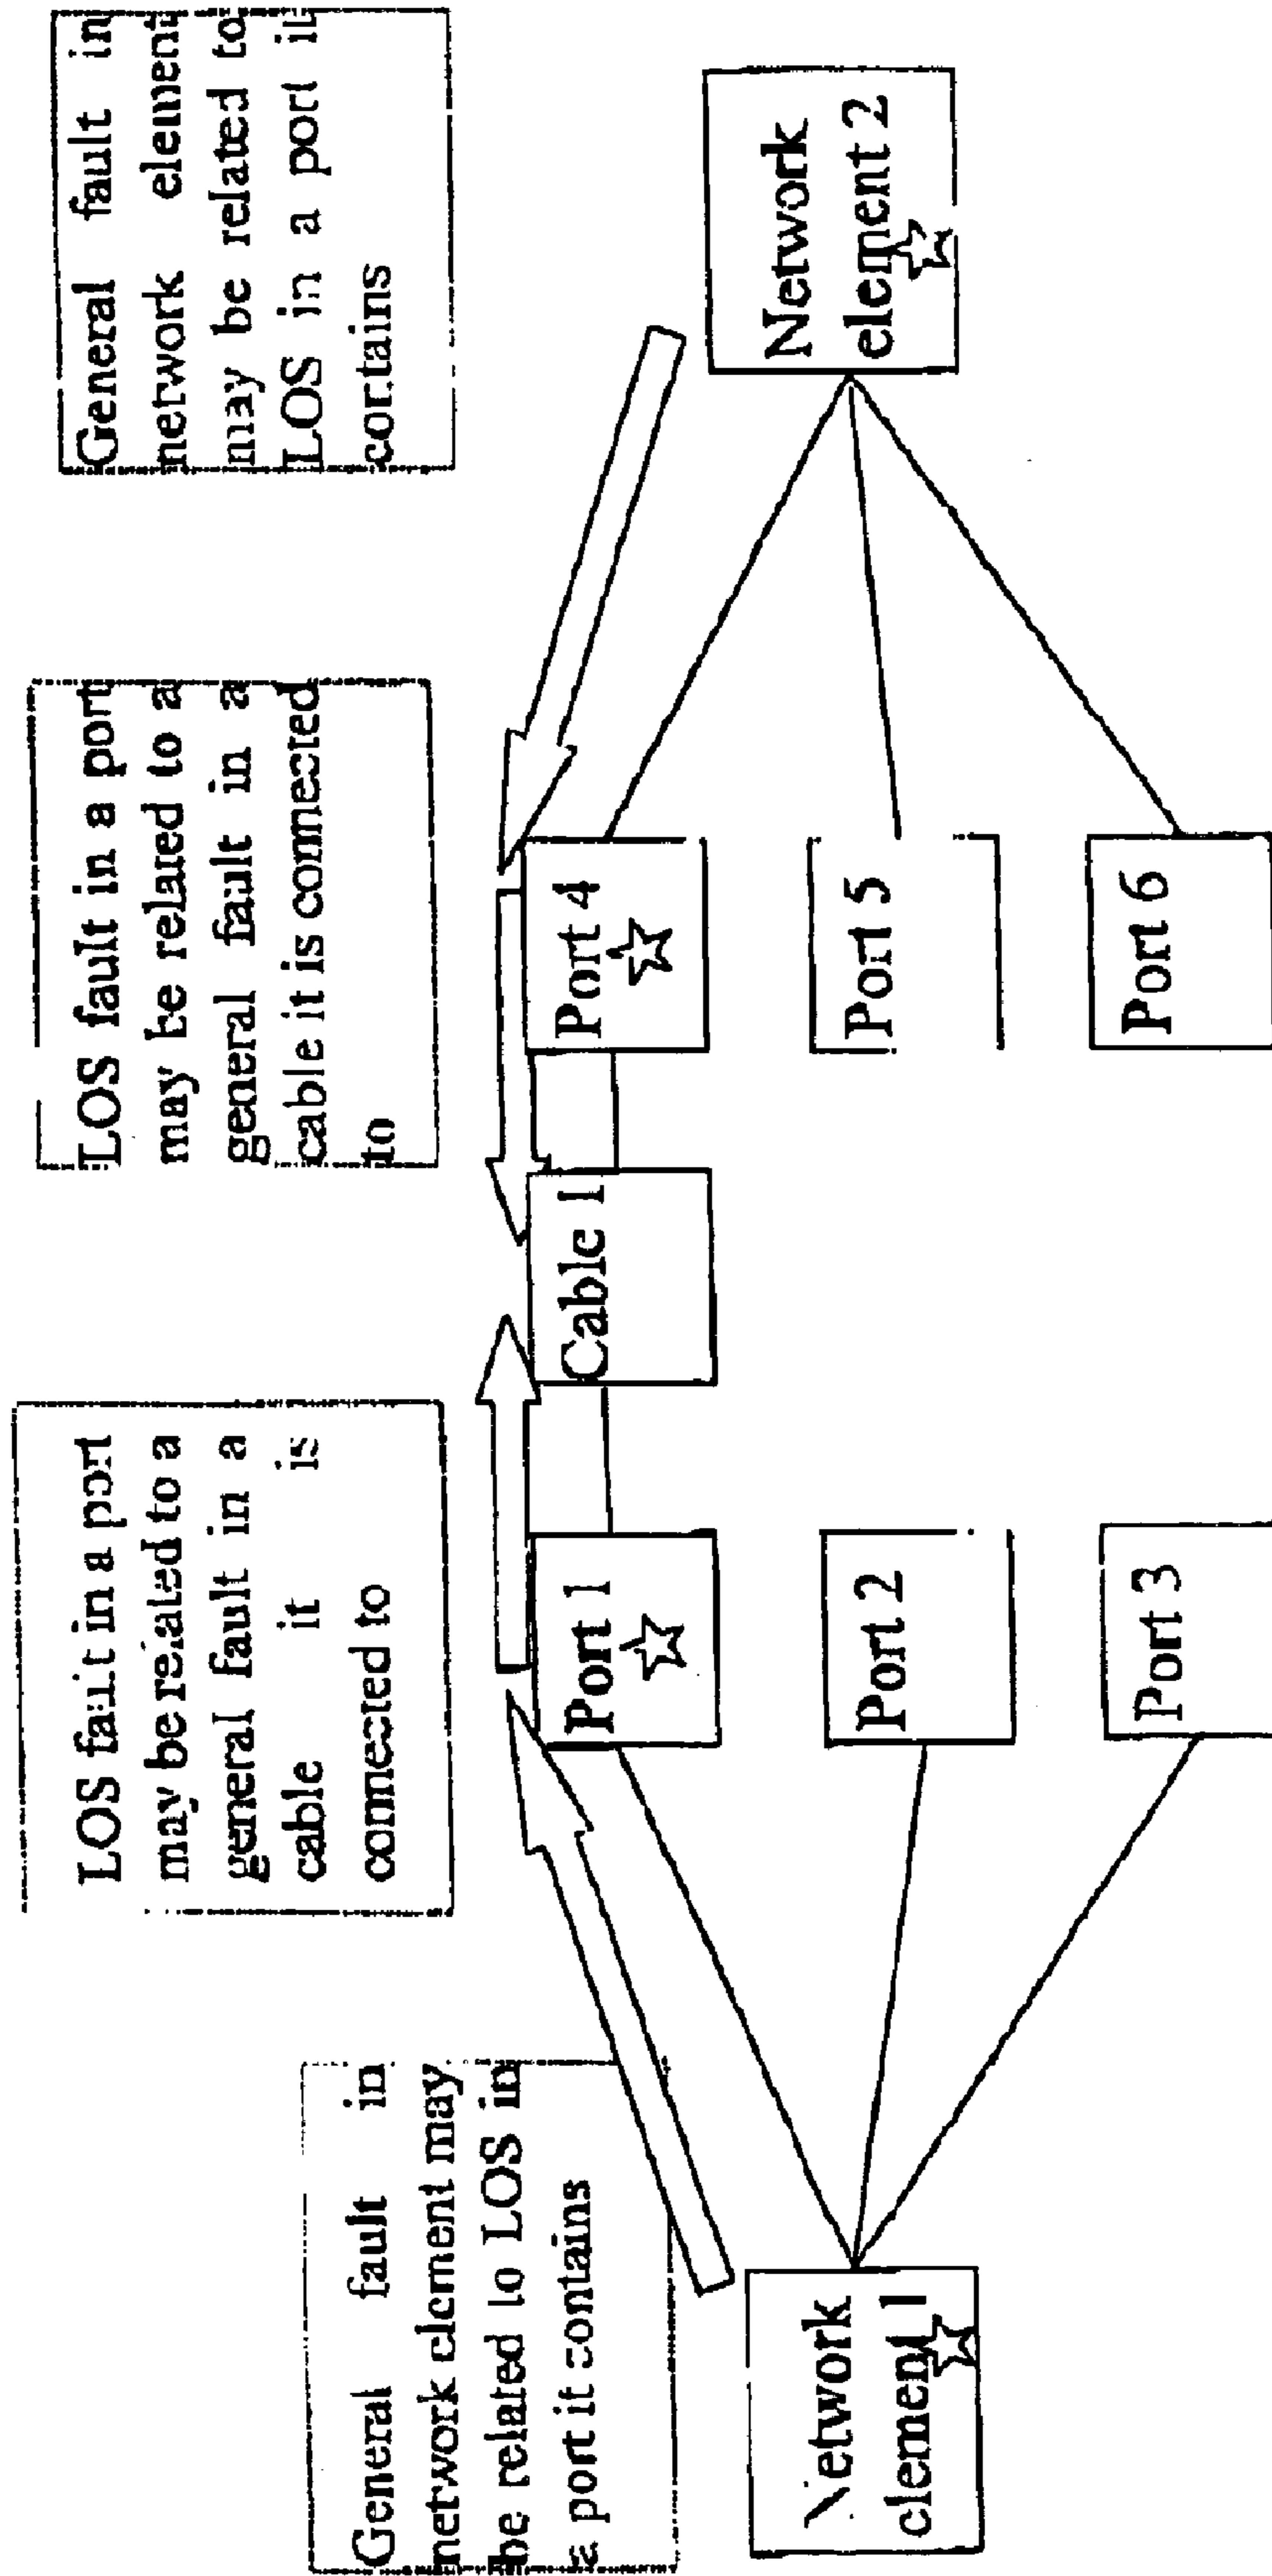 General fault in
network element may
be related to LOS in
a port it contains
LOS fault in a port
may be related to a
general fault in a
cable it is
connected to
LOS fault in a port
may be related to a
general fault in a
cable it is connected
to
General fault in
network element
may be related to
LOS in a port it
contains
Network
element 1
Port 1
Port 2
Port 3
Cable 1
Port 4
Port 5
Port 6
Network
element 2